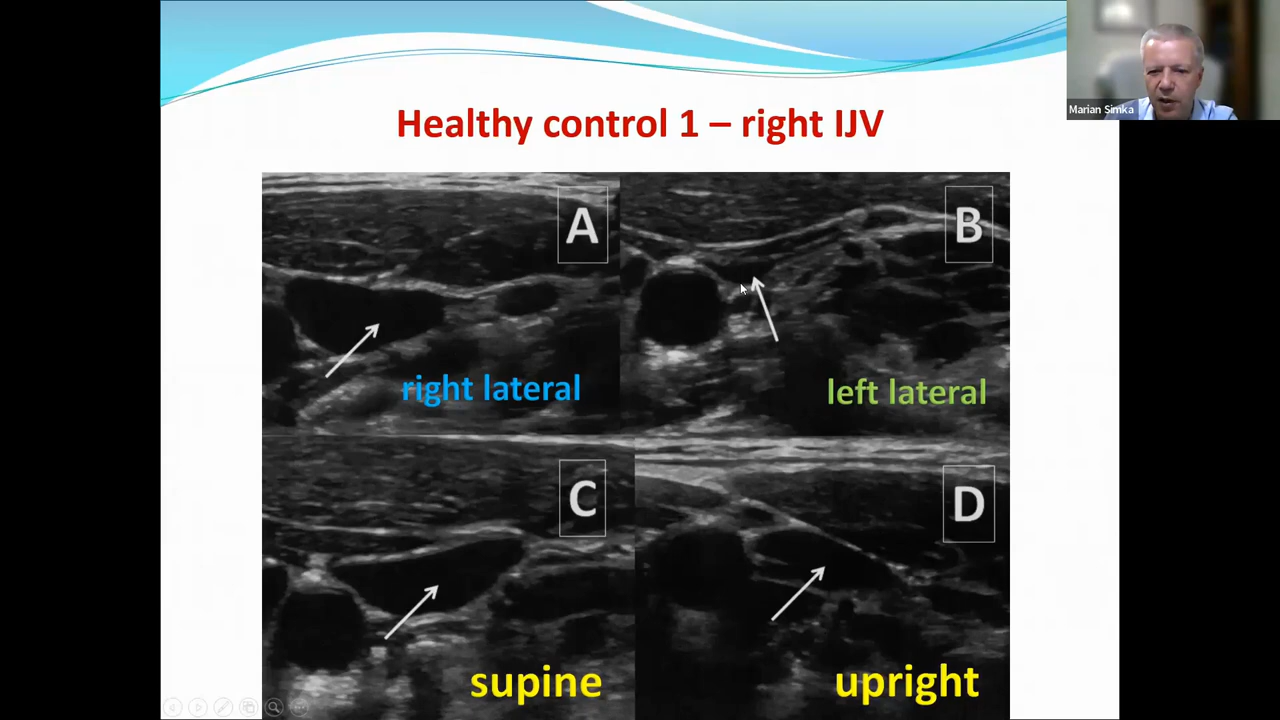 Healthy control 1 – right IJV
Marian Simka
A
B
right lateral
left lateral
C
D
supine
upright